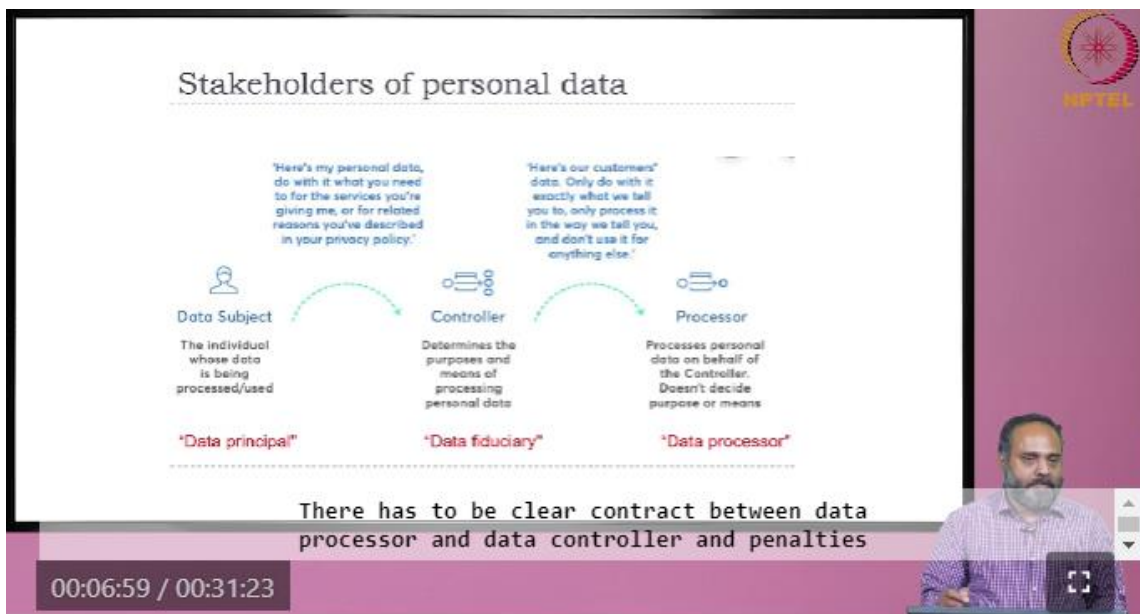 Stakeholders of personal data
NPTEL
'Here's my personal data,
do with it what you need
to for the services you're
giving me, or for related
reasons you've described
in your privacy policy.'
'Here's our customers'
data. Only do with it
exactly what we tell
you to, only process it
in the way we tell you,
and don't use it for
anything else.'
Data Subject
Controller
Processor
The individual
whose data
is being
processed/used
Determines the
purposes and
means of
processing
personal data
Processes personal
data on behalf of
the Controller.
Doesn't decide
purpose or means
"Data principal"
"Data fiduciary"
"Data processor"
There has to be clear contract between data
processor and data controller and penalties
00:06:59 / 00:31:23